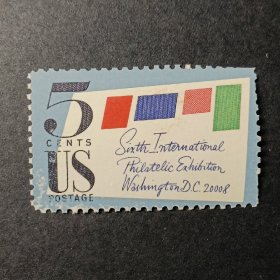 5
CENTS
US
POSTAGE
Sixth International
Philatelic Exhibition
Washington D.C. 20008